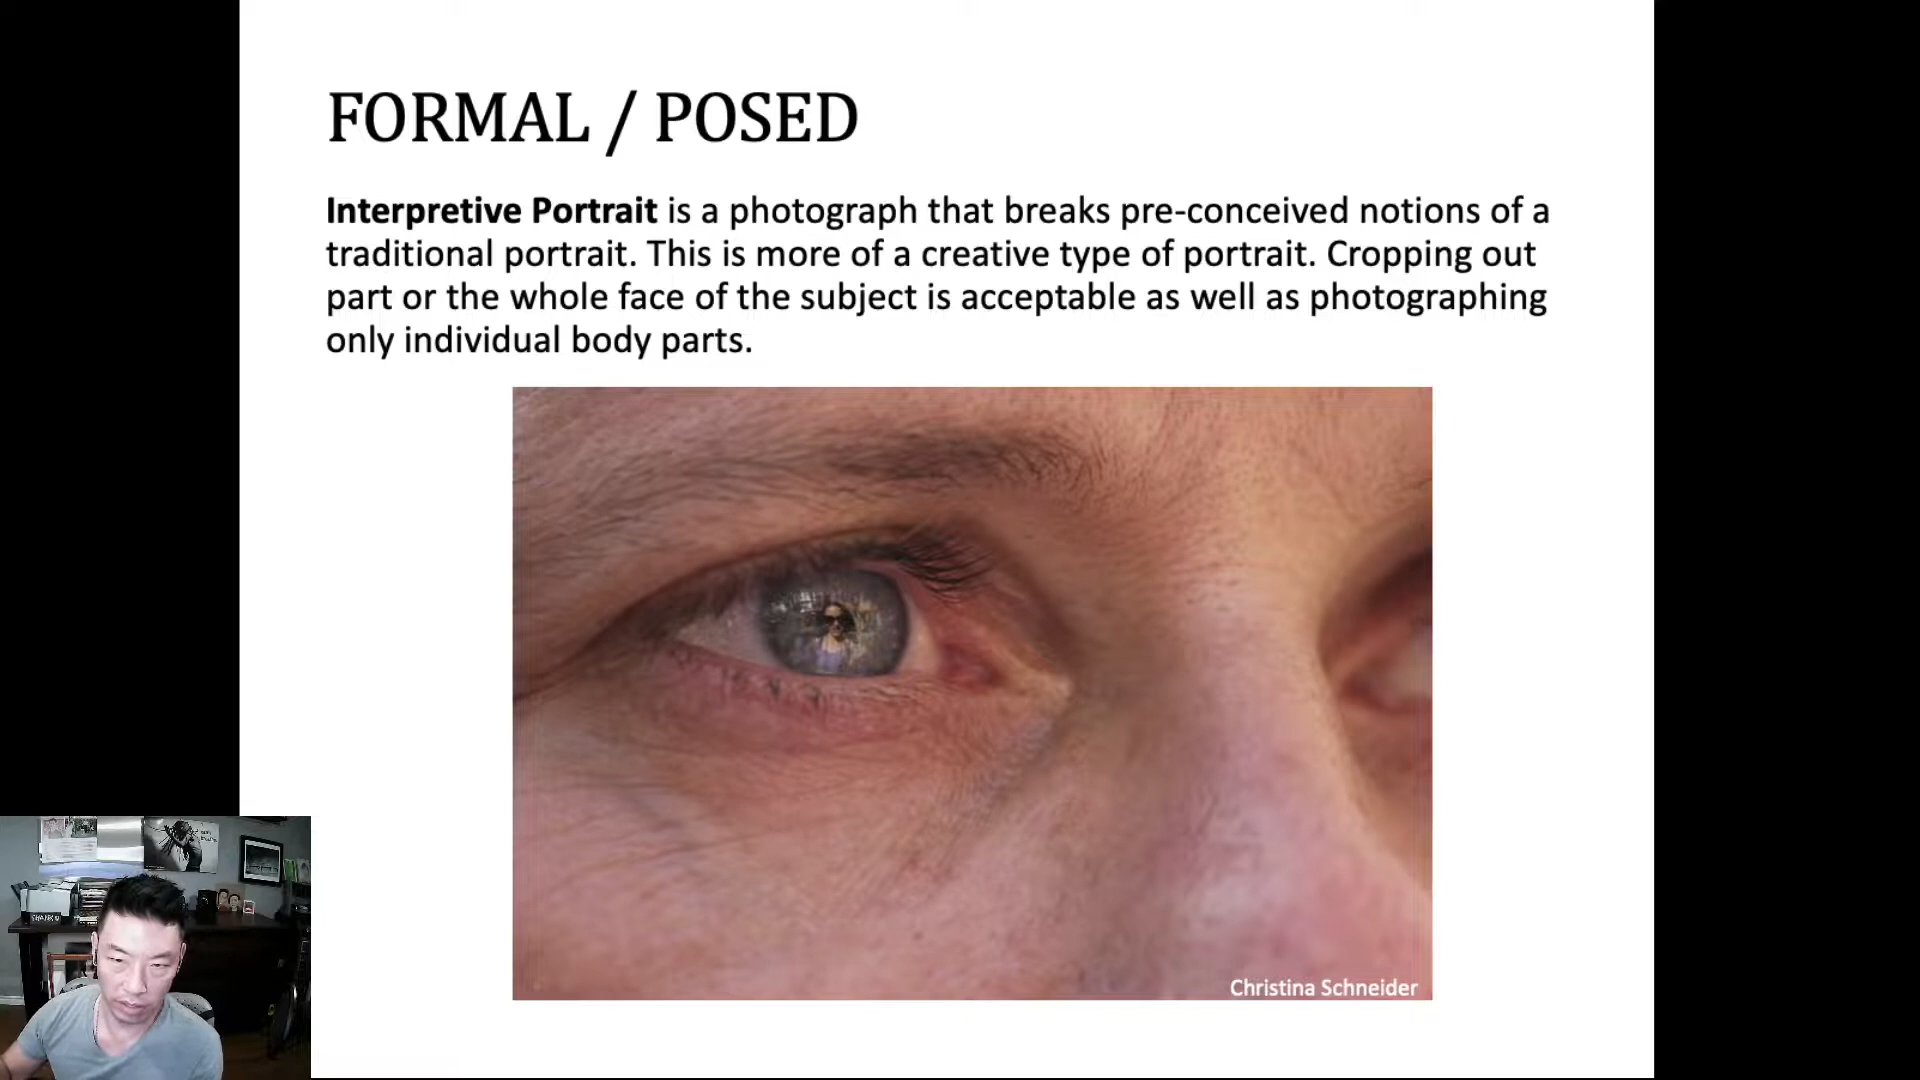 FORMAL / POSED
Interpretive Portrait is a photograph that breaks pre-conceived notions of a
traditional portrait. This is more of a creative type of portrait. Cropping out
part or the whole face of the subject is acceptable as well as photographing
only individual body parts.
Christina Schneider